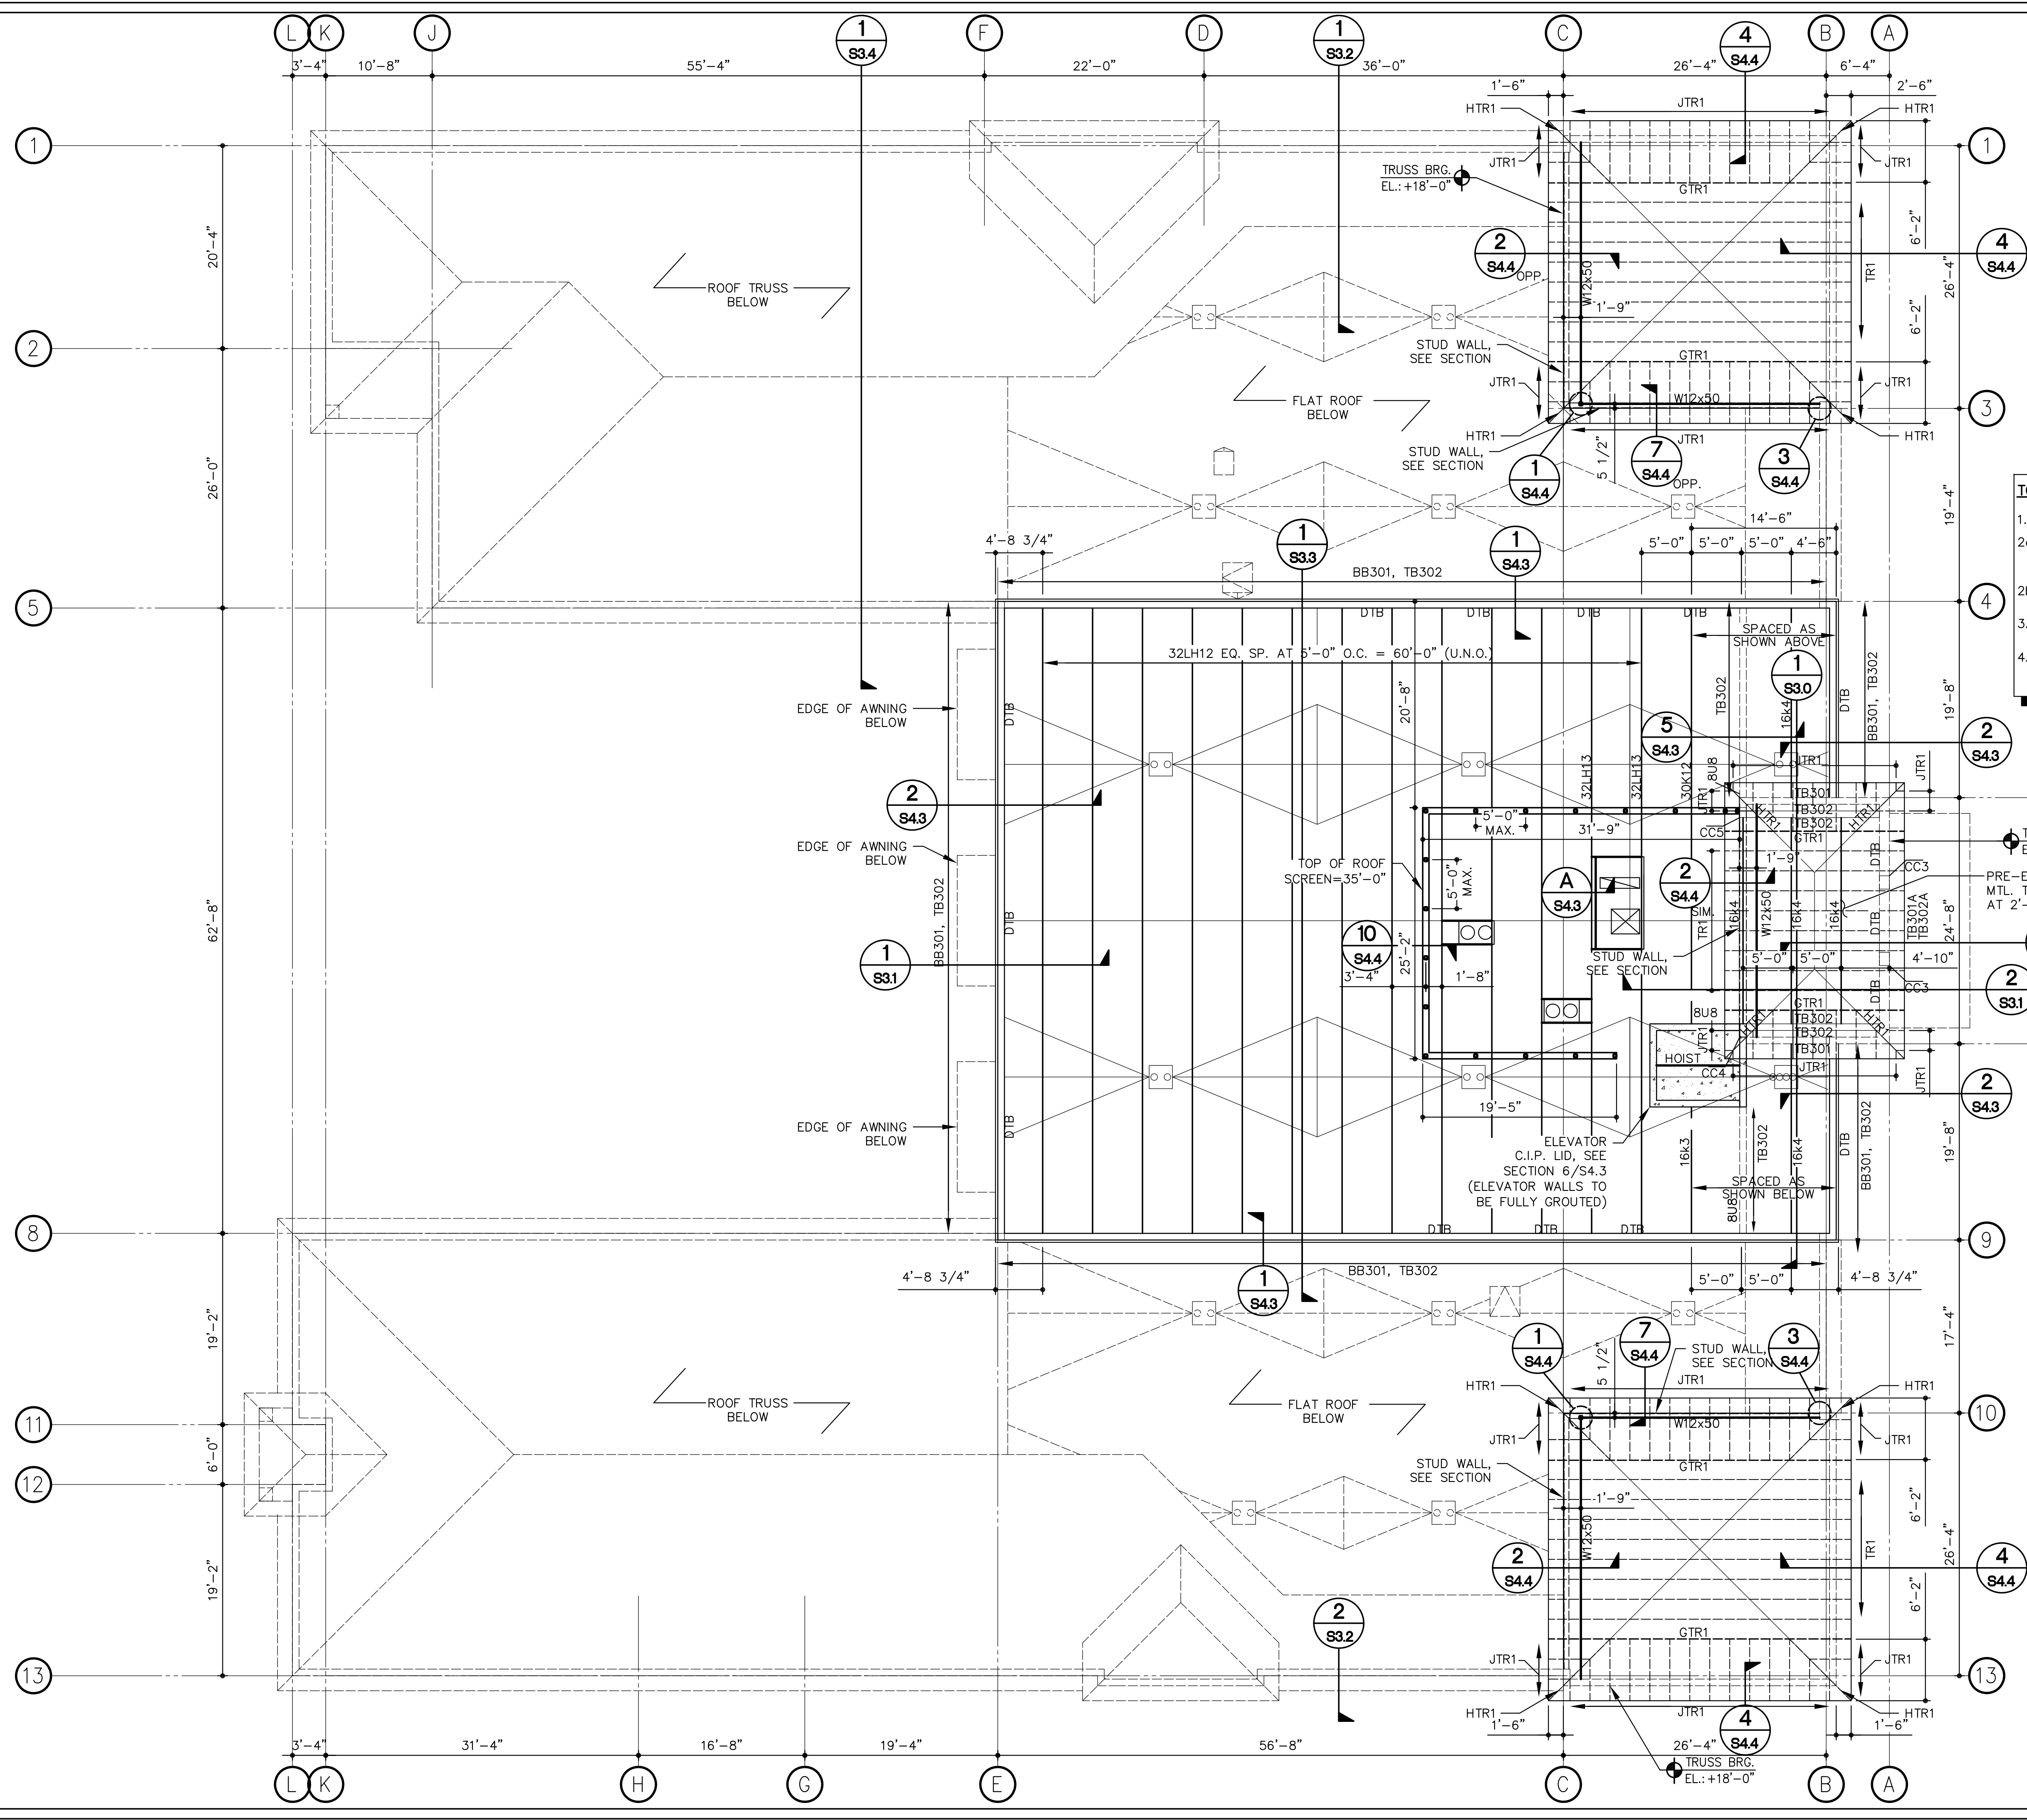 L
K
J
F
D
C
B
A
1
S3.4
1
S3.2
4
S4.4
3'-4"
10'-8"
55'-4"
22'-0"
36'-0"
26'-4"
6'-4"
1'-6"
2'-6"
HTR1
JTR1
HTR1
1
1
JTR1
JTR1
TRUSS BRG.
EL.: +18'-0"
GTR1
20'-4"
2
S4.4
OPP.
W12x50
1'-9"
TR1
6'-2"
26'-4"
6'-2"
4
S4.4
ROOF TRUSS
BELOW
2
STUD WALL,
SEE SECTION
GTR1
JTR1
JTR1
FLAT ROOF
BELOW
W12x50
3
HTR1
JTR1
HTR1
STUD WALL,
SEE SECTION
1
S4.4
5 1/2"
7
S4.4
3
S4.4
OPP.
26'-0"
19'-4"
1.
3.
4.
14'-6"
4'-8 3/4"
1
S3.3
1
S4.3
5'-0"
5'-0"
5'-0"
4'-6"
BB301, TB302
5
4
DTB
DTB
DTB
DTB
SPACED AS
SHOWN ABOVE
32LH12 EQ. SP. AT 5'-0" O.C. = 60'-0" (U.N.O.)
1
S3.0
EDGE OF AWNING
BELOW
DTB
20'-8"
TB302
16k4
DTB
BB301, TB302
19'-8"
5
S4.3
2
S4.3
2
S4.3
32LH13
32LH13
30K12
8U8
JTR1
JTR1
JTR1
TB301
TB302
TB302
GTR1
HTR1
HTR1
5'-0"
MAX.
31'-9"
CC5
EDGE OF AWNING
BELOW
TOP OF ROOF
SCREEN=35'-0"
5'-0"
MAX.
A
S4.3
2
S4.4
SIM.
1'-9"
DTB
CC3
PRE-E
MTL. T
AT 2'-
62'-8"
BB301, TB302
DTB
10
S4.4
25'-2"
3'-4"
1'-8"
STUD WALL,
SEE SECTION
TR1
16k4
W12x50
16k4
16k4
DTB
TB301A
TB302A
24'-8"
5'-0"
5'-0"
4'-10"
1
S3.1
2
S3.1
DTB
CC3
8U8
GTR1
TB302
TB302
TB301
HTR1
HTR1
JTR1
HOIST
CC4
JTR1
JTR1
19'-5"
2
S4.3
EDGE OF AWNING
BELOW
DTB
ELEVATOR
C.I.P. LID, SEE
SECTION 6/S4.3
(ELEVATOR WALLS TO
BE FULLY GROUTED)
16k3
TB302
16k4
DTB
BB301, TB302
19'-8"
SPACED AS
SHOWN BELOW
8U8
DTB
DTB
DTB
8
9
4'-8 3/4"
1
S4.3
BB301, TB302
5'-0"
5'-0"
4'-8 3/4"
19'-2"
17'-4"
1
S4.4
5 1/2"
7
S4.4
STUD WALL,
SEE SECTION
3
S4.4
HTR1
JTR1
HTR1
ROOF TRUSS
BELOW
FLAT ROOF
BELOW
11
10
W12x50
JTR1
JTR1
6'-0"
STUD WALL,
SEE SECTION
GTR1
12
1'-9"
W12x50
TR1
6'-2"
26'-4"
6'-2"
2
S4.4
4
S4.4
19'-2"
2
S3.2
GTR1
JTR1
JTR1
13
13
HTR1
JTR1
HTR1
1'-6"
4
S4.4
1'-6"
3'-4"
31'-4"
16'-8"
19'-4"
56'-8"
26'-4"
TRUSS BRG.
EL.: +18'-0"
L
K
H
G
E
C
B
A